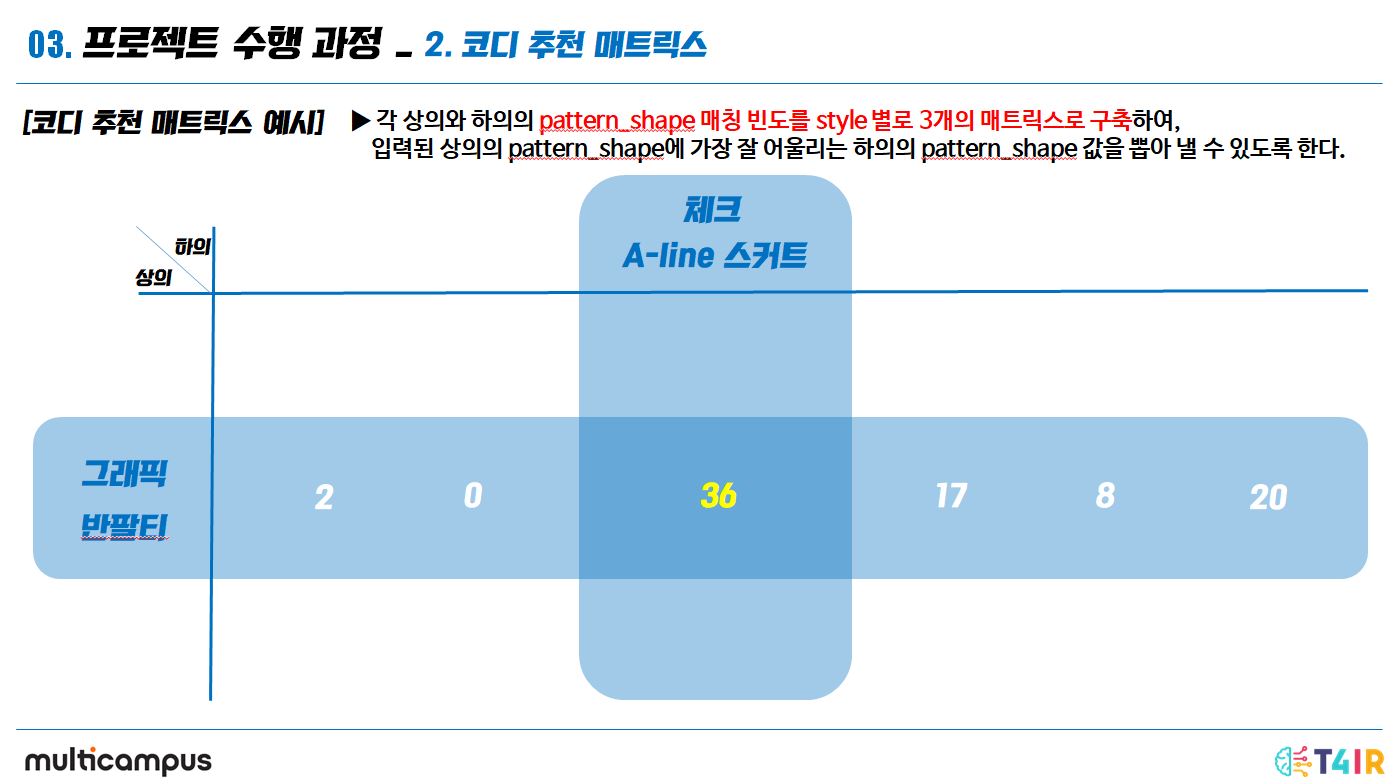 03. 프로젝트 수행 과정 _ 2. 코디 추천 매트릭스
[코디 추천 매트릭스 예시] ▶ 각 상의와 하의의 pattern_shape 매칭 빈도를 style 별로 3개의 매트릭스로 구축하여,
입력된 상의의 pattern_shape에 가장 잘 어울리는 하의의 pattern_shape 값을 뽑아 낼 수 있도록 한다.
체크
A-line 스커트
하의
상의
그래픽
반팔티
2 0 36 17 8 20
multicampus
T4IR